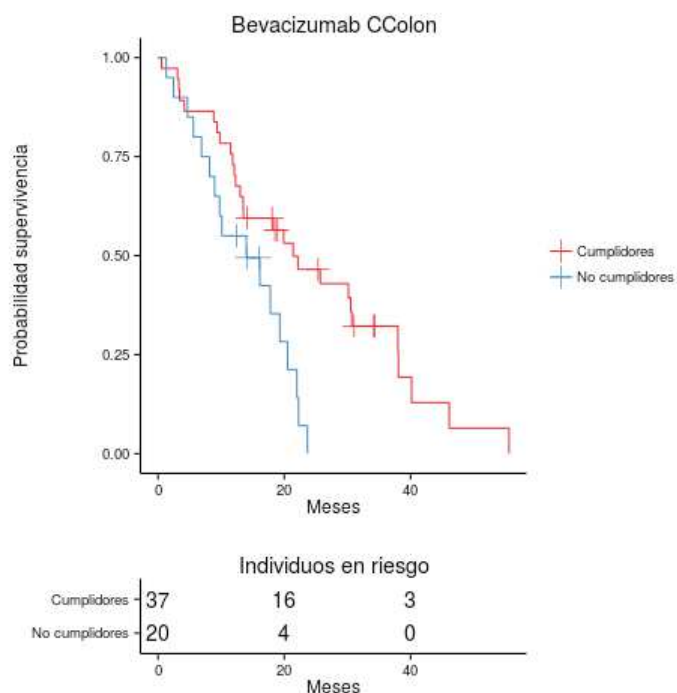 Bevacizumab CColon
Probabilidad supervivencia
1.00
0.75
0.50
0.25
0.00
0 20 40
Meses
Cumplidores
No cumplidores
Individuos en riesgo
Cumplidores 37 16 3
No cumplidores 20 4 0
0 20 40
Meses